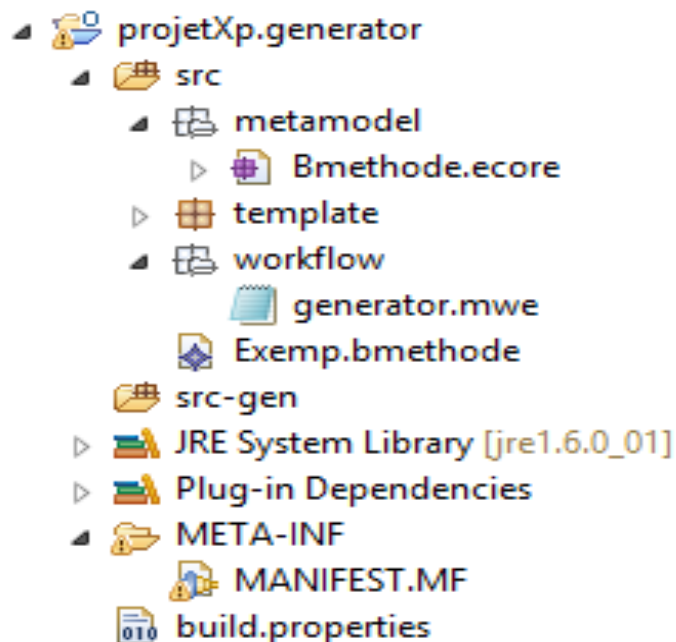 projetXp.generator
src
metamodel
Bmethode.ecore
template
workflow
generator.mwe
Exemp.bmethode
src-gen
JRE System Library [jre1.6.0_01]
Plug-in Dependencies
META-INF
MANIFEST.MF
010 build.properties